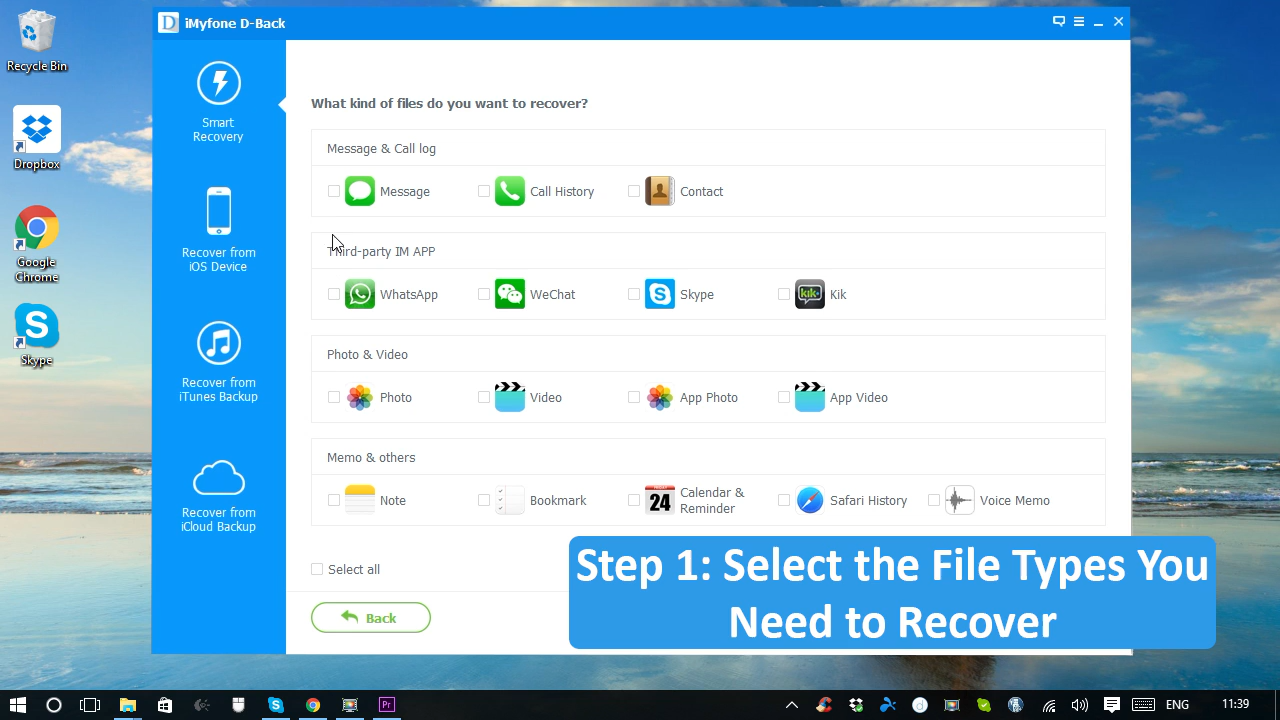 iMyfone D-Back
Recycle Bin
Dropbox
Google
Chrome
Skype
Smart
Recovery
Recover from
iOS Device
Recover from
iTunes Backup
Recover from
iCloud Backup
What kind of files do you want to recover?
Message & Call log
Message
Call History
Contact
Third-party IM APP
WhatsApp
WeChat
Skype
kik
Kik
Photo & Video
Photo
Video
App Photo
App Video
Memo & others
Note
Bookmark
24
Calendar &
Reminder
Safari History
Voice Memo
Select all
Back
Step 1: Select the File Types You
Need to Recover
Pr
ENG
11:39